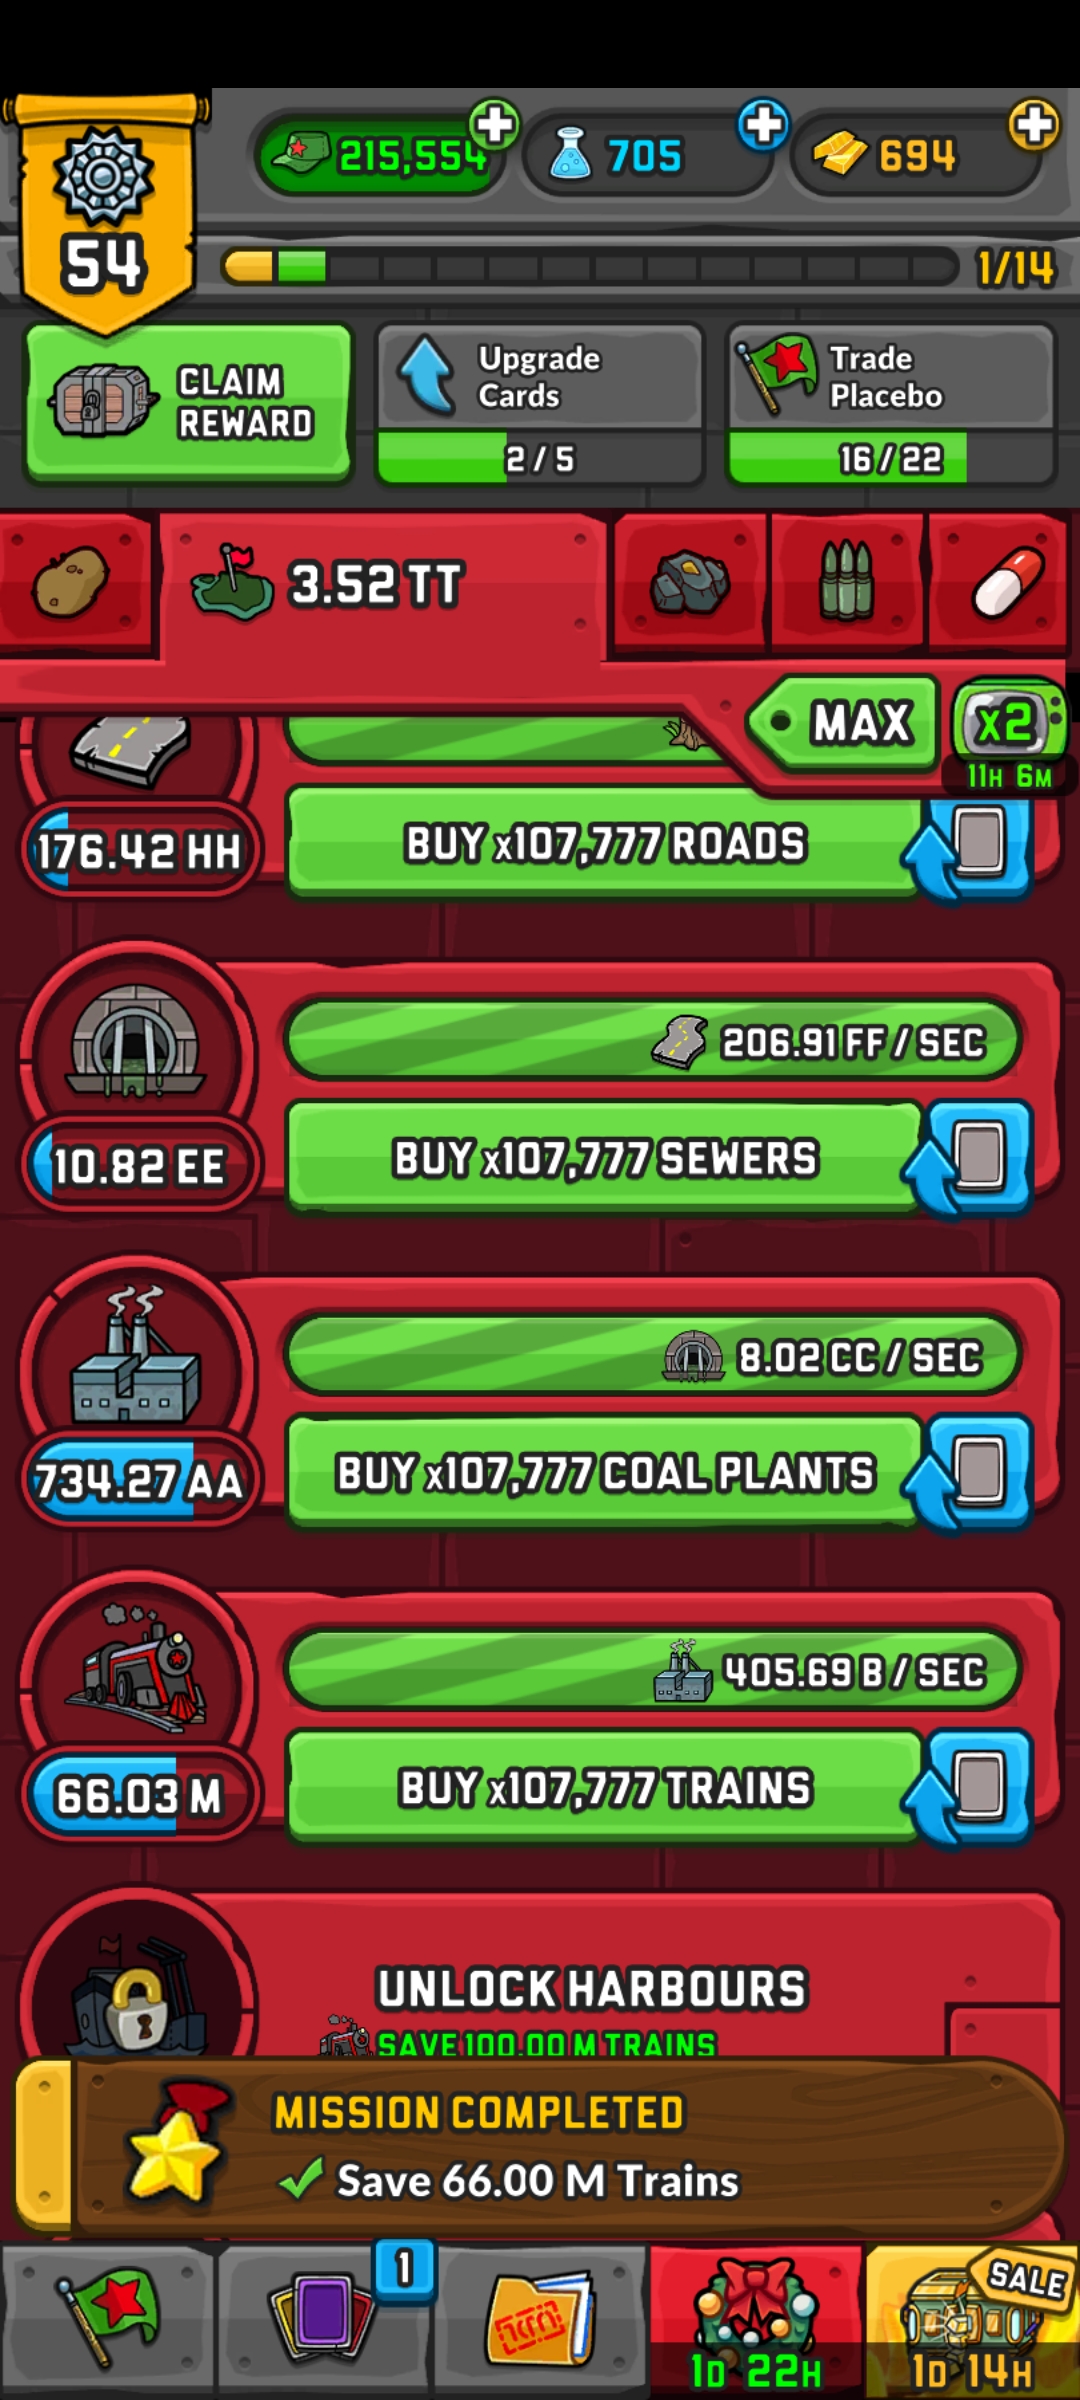 54
215,554
705
694
1/14
CLAIM
REWARD
Upgrade
Cards
2 / 5
Trade
Placebo
16 / 22
3.52 TT
MAX
x2
11H 6M
176.42 HH
BUY x107,777 ROADS
206.91 FF / SEC
10.82 EE
BUY x107,777 SEWERS
8.02 CC / SEC
734.27 AA
BUY x107,777 COAL PLANTS
405.69 B / SEC
66.03 M
BUY x107,777 TRAINS
UNLOCK HARBOURS
SAVE 100.00 M TRAINS
MISSION COMPLETED
Save 66.00 M Trains
1
SALE
1D 22H
1D 14H